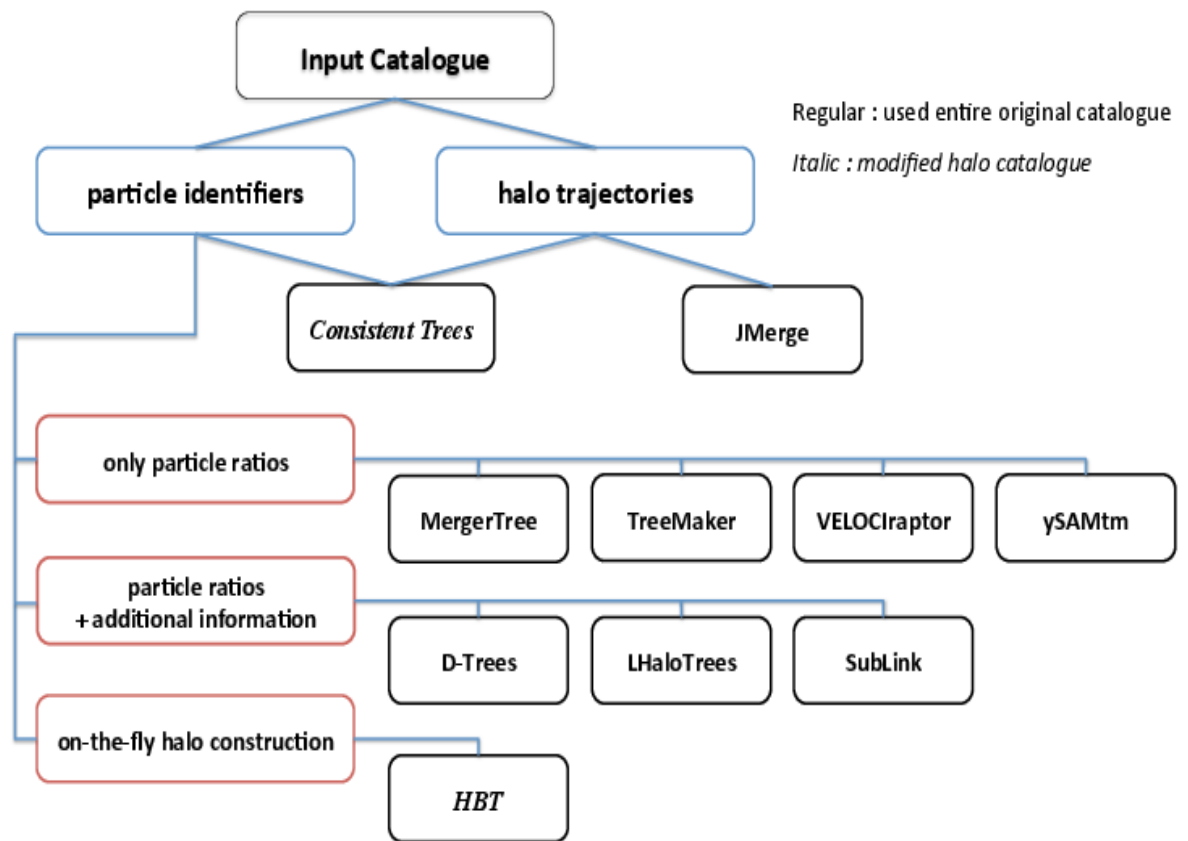 Input Catalogue
Regular : used entire original catalogue
Italic : modified halo catalogue
particle identifiers
halo trajectories
Consistent Trees
JMerge
only particle ratios
MergerTree
TreeMaker
VELOCIraptor
ySAMtm
particle ratios
+ additional information
D-Trees
LHaloTrees
SubLink
on-the-fly halo construction
HBT